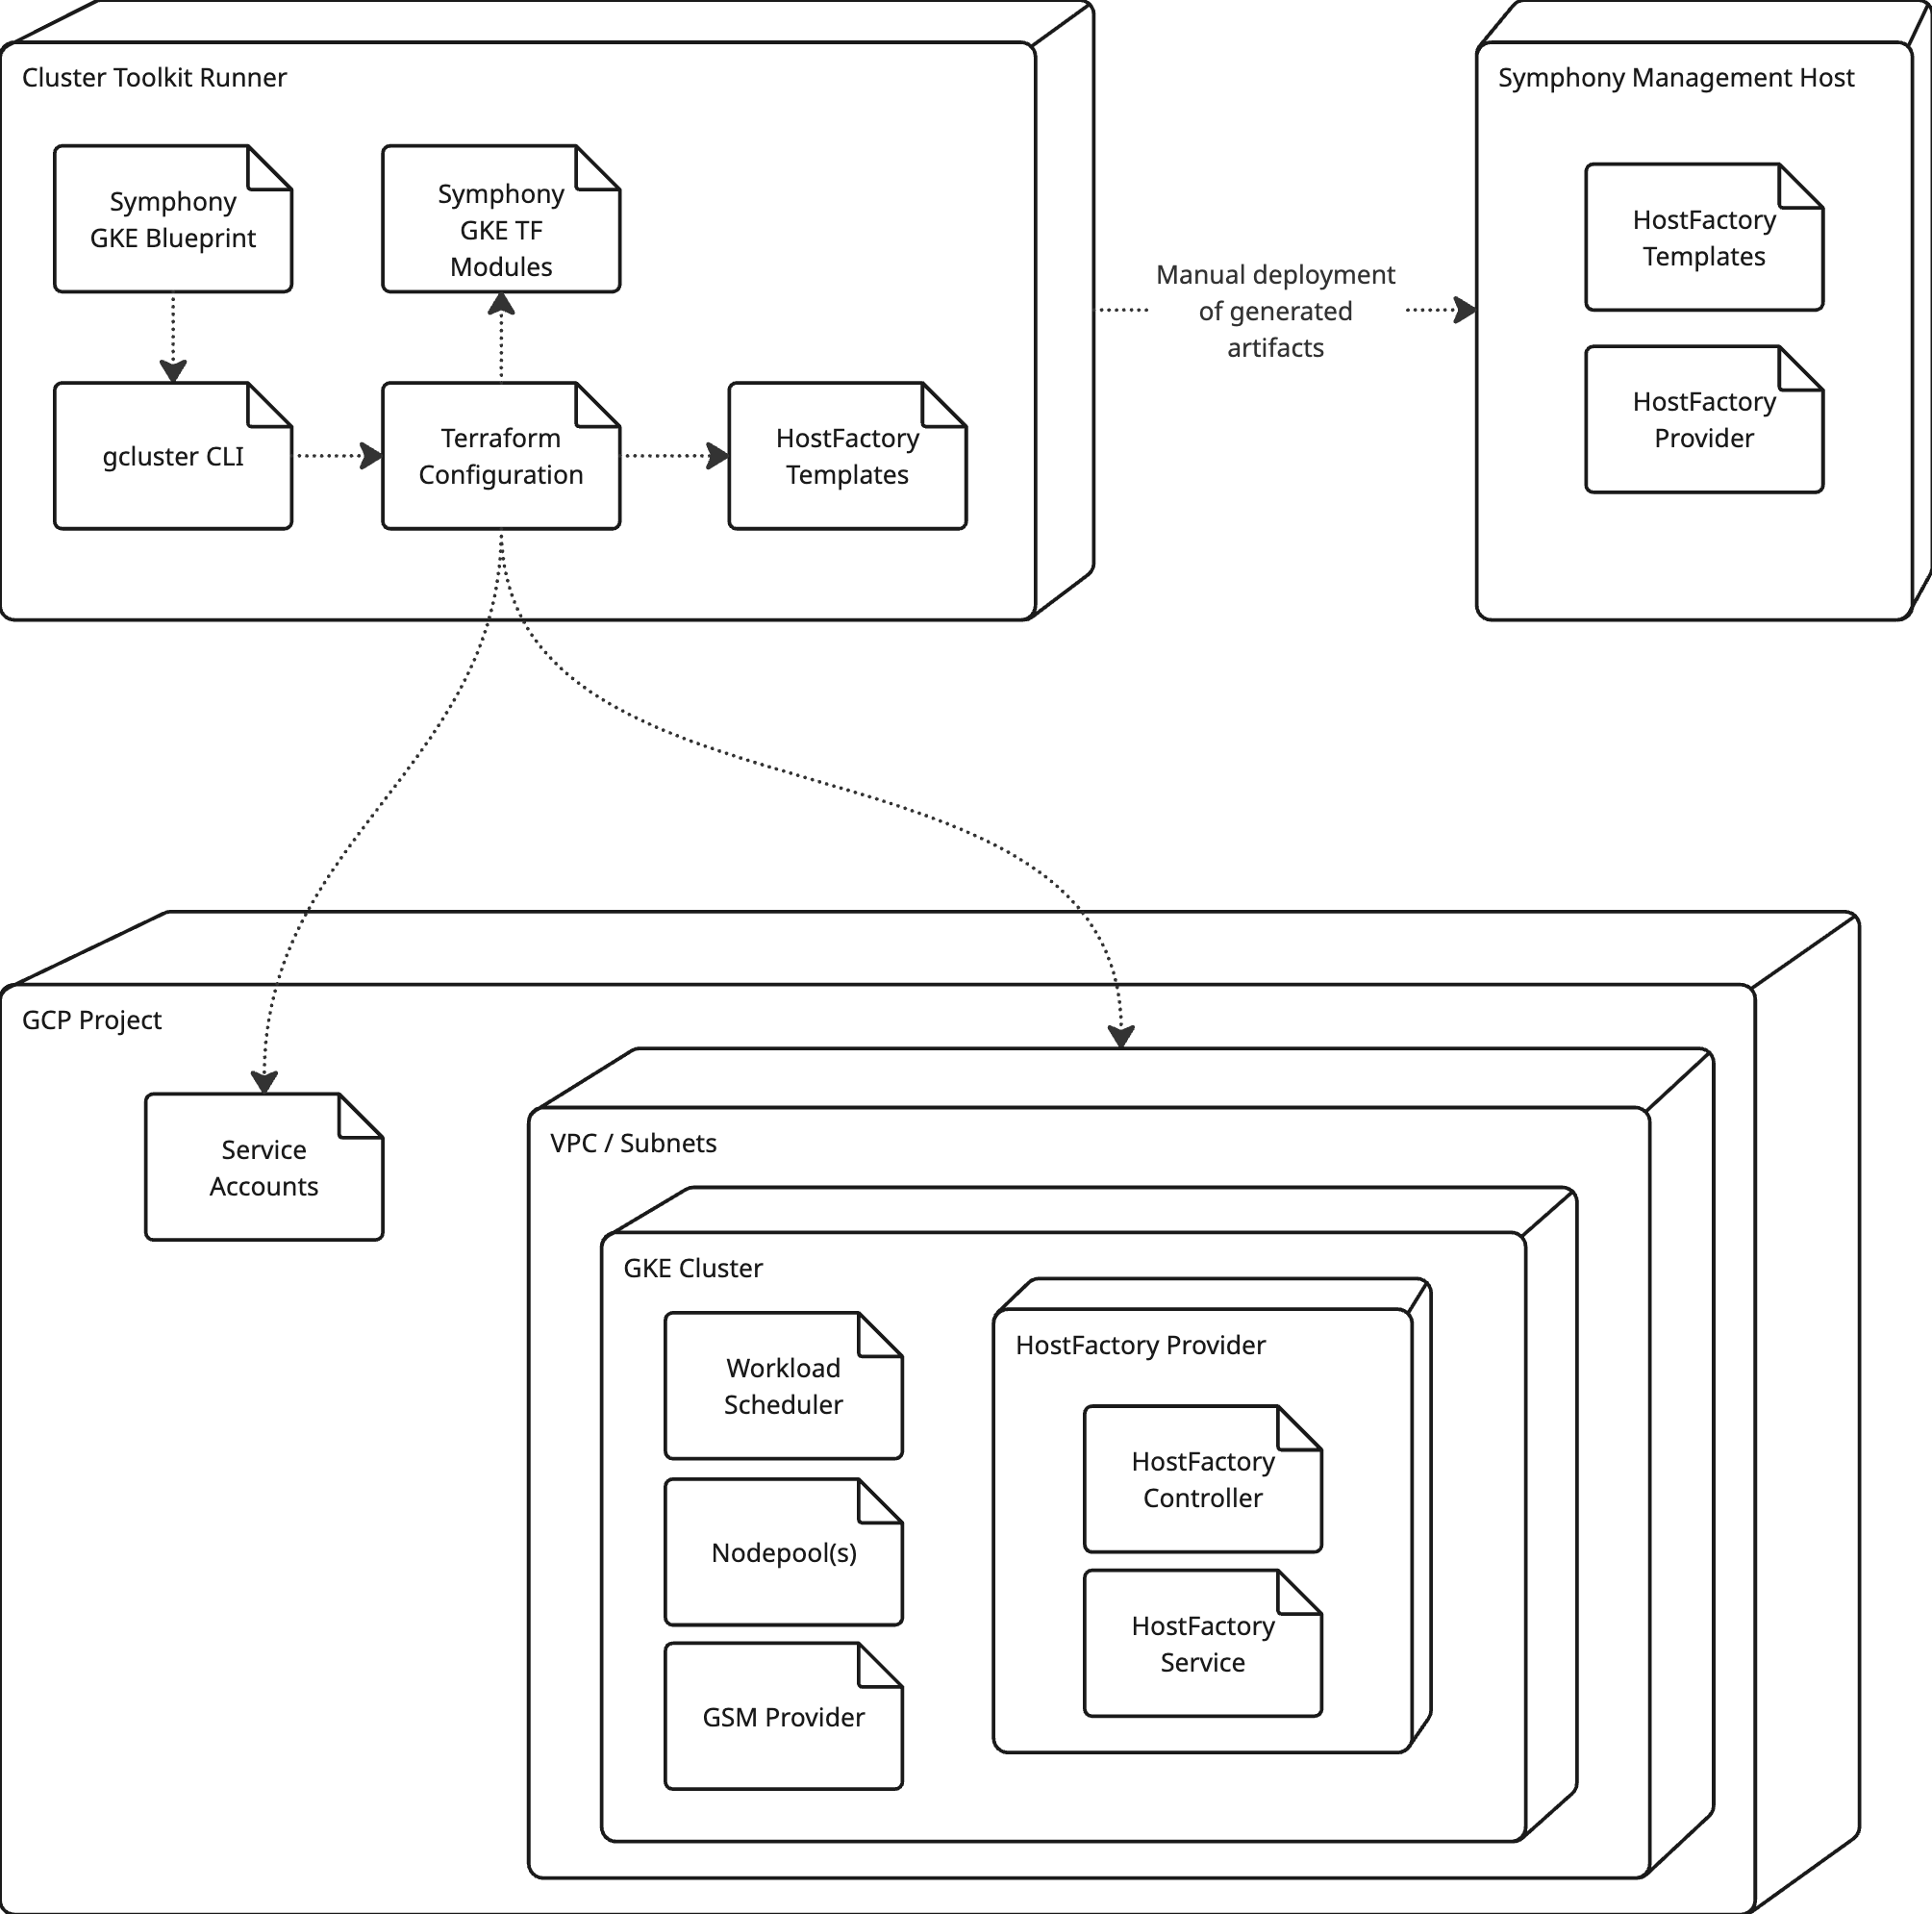 Cluster Toolkit Runner
Symphony
GKE Blueprint
Symphony
GKE TF
Modules
gcluster CLI
Terraform
Configuration
HostFactory
Templates
Manual deployment
of generated
artifacts
Symphony Management Host
HostFactory
Templates
HostFactory
Provider
GCP Project
Service
Accounts
VPC / Subnets
GKE Cluster
Workload
Scheduler
Nodepool(s)
GSM Provider
HostFactory Provider
HostFactory
Controller
HostFactory
Service